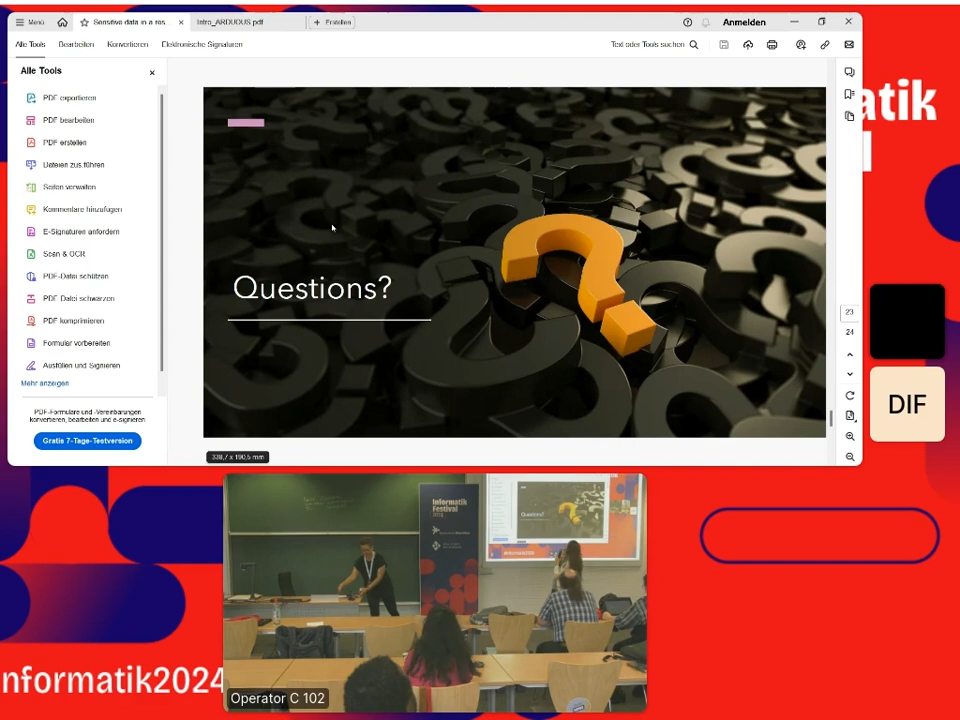 Menü
Sensitive data in a res...
Intro_ARDUOUS.pdf
Erstellen
Anmelden
Alle Tools
Bearbeiten
Konvertieren
Elektronische Signaturen
Text oder Tools suchen
Alle Tools
PDF exportieren
PDF bearbeiten
PDF erstellen
Dateien zus.führen
Seiten verwalten
Kommentare hinzufügen
E-Signaturen anfordern
Scan & OCR
PDF-Datei schützen
PDF Datei schwärzen
PDF komprimieren
Formular vorbereiten
Ausfüllen und Signieren
Mehr anzeigen
PDF-Formulare und -Vereinbarungen
konvertieren, bearbeiten und e-signieren
Gratis 7-Tage-Testversion
Questions?
338,7 x 190,5 mm
23
24
atik
l
DIF
Informatik
Festival
2024
Questions?
Operator C 102
nformatik2024